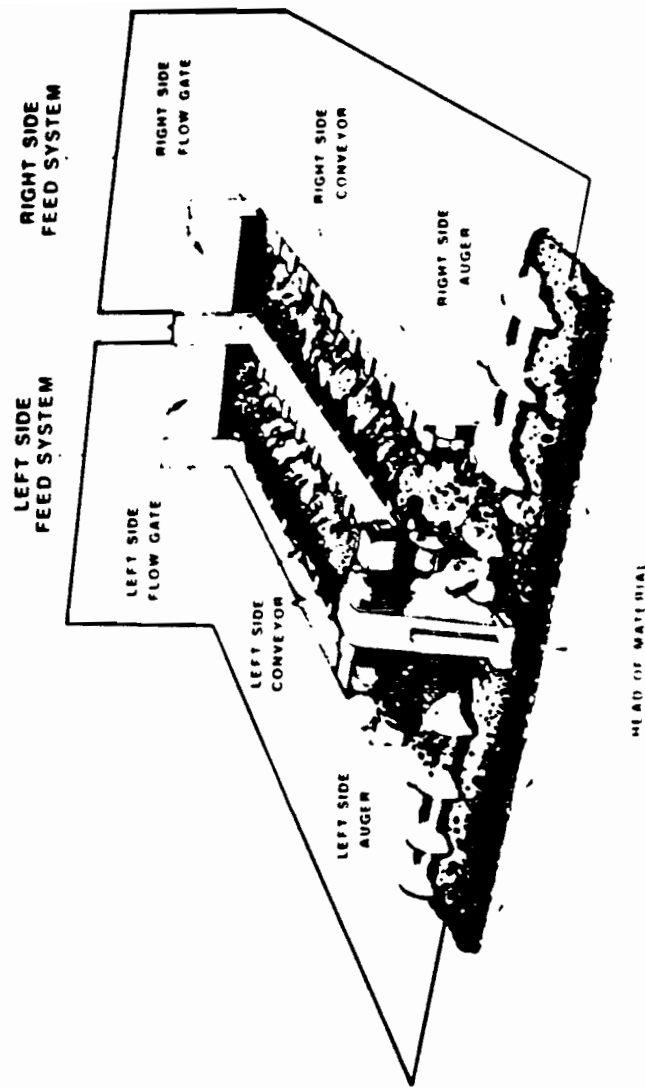 LEFT SIDE
FEED SYSTEM
RIGHT SIDE
FEED SYSTEM
LEFT SIDE
FLOW GATE
RIGHT SIDE
FLOW GATE
LEFT SIDE
CONVEYOR
RIGHT SIDE
CONVEYOR
LEFT SIDE
AUGER
RIGHT SIDE
AUGER
HEAD OF MATERIAL